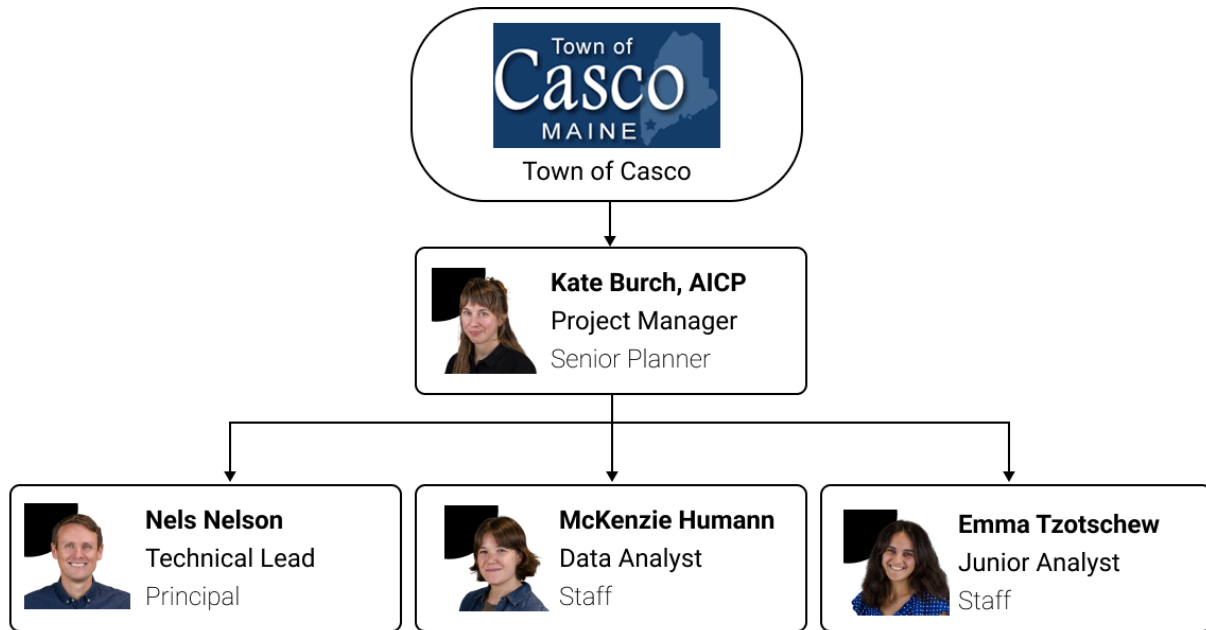 Town of
Casco
MAINE
Town of Casco
Kate Burch, AICP
Project Manager
Senior Planner
Nels Nelson
Technical Lead
Principal
McKenzie Humann
Data Analyst
Staff
Emma Tzotschew
Junior Analyst
Staff